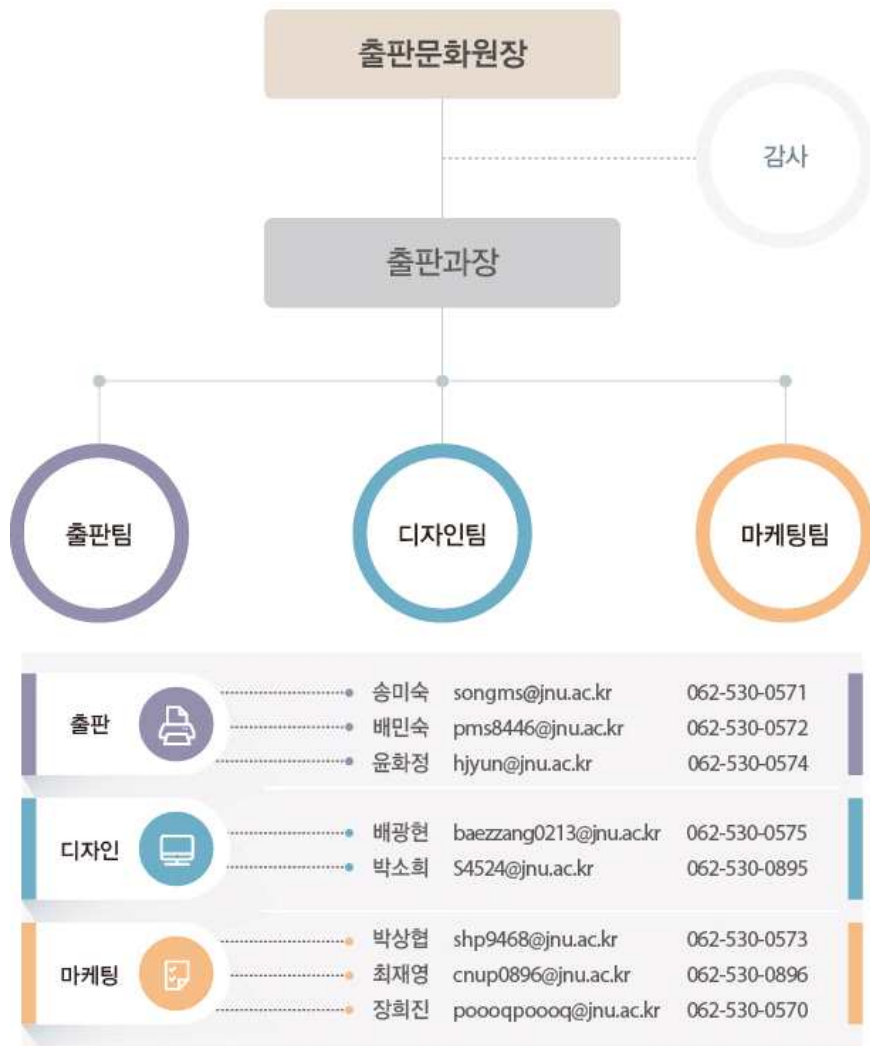 출판문화원장
감사
출판과장
출판팀 디자인팀 마케팅팀
출판
송미숙 songms@jnu.ac.kr 062-530-0571
배민숙 pms8446@jnu.ac.kr 062-530-0572
윤화정 hjyun@jnu.ac.kr 062-530-0574
디자인
배광현 baezzang0213@jnu.ac.kr 062-530-0575
박소희 S4524@jnu.ac.kr 062-530-0895
마케팅
박상협 shp9468@jnu.ac.kr 062-530-0573
최재영 cnup0896@jnu.ac.kr 062-530-0896
장희진 poooqpoooq@jnu.ac.kr 062-530-0570